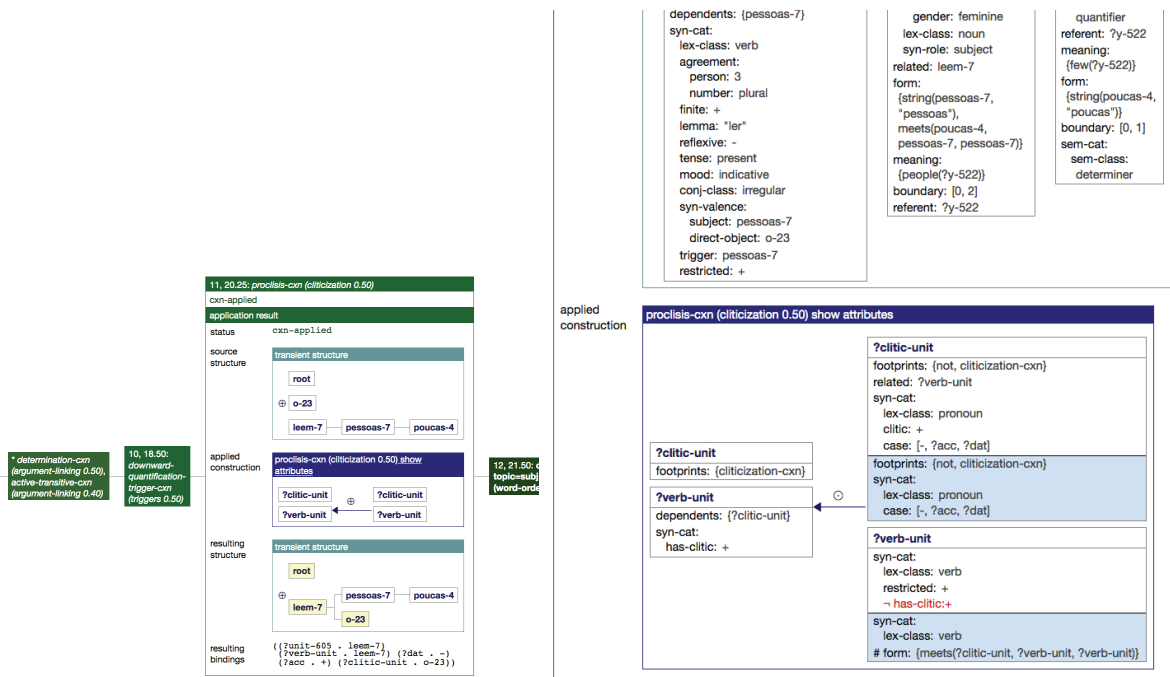 * determination-cxn
(argument-linking 0.50),
active-transitive-cxn
(argument-linking 0.40)
10, 18.50:
downward-
quantification-
trigger-cxn
(triggers 0.50)
11, 20.25: proclisis-cxn (cliticization 0.50)
cxn-applied
application result
status cxn-applied
source
structure
transient structure
root
⊕ o-23
leem-7 pessoas-7 poucas-4
applied
construction
proclisis-cxn (cliticization 0.50) show
attributes
?clitic-unit ⊕ ?clitic-unit
?verb-unit ?verb-unit
resulting
structure
transient structure
root
⊕ leem-7 pessoas-7 poucas-4
o-23
resulting
bindings
((?unit-605 . leem-7)
(?verb-unit . leem-7) (?dat . -)
(?acc . +) (?clitic-unit . o-23))
12, 21.50:
topic=subj
(word-orde
dependents: {pessoas-7}
syn-cat:
lex-class: verb
agreement:
person: 3
number: plural
finite: +
lemma: "ler"
reflexive: -
tense: present
mood: indicative
conj-class: irregular
syn-valence:
subject: pessoas-7
direct-object: o-23
trigger: pessoas-7
restricted: +
gender: feminine
lex-class: noun
syn-role: subject
related: leem-7
form:
{string(pessoas-7,
"pessoas"),
meets(poucas-4,
pessoas-7, pessoas-7)}
meaning:
{people(?y-522)}
boundary: [0, 2]
referent: ?y-522
quantifier
referent: ?y-522
meaning:
{few(?y-522)}
form:
{string(poucas-4,
"poucas")}
boundary: [0, 1]
sem-cat:
sem-class:
determiner
applied
construction
proclisis-cxn (cliticization 0.50) show attributes
?clitic-unit
footprints: {cliticization-cxn}
?verb-unit
dependents: {?clitic-unit}
syn-cat:
has-clitic: +
?clitic-unit
footprints: {not, cliticization-cxn}
related: ?verb-unit
syn-cat:
lex-class: pronoun
clitic: +
case: [-, ?acc, ?dat]
footprints: {not, cliticization-cxn}
syn-cat:
lex-class: pronoun
case: [-, ?acc, ?dat]
?verb-unit
syn-cat:
lex-class: verb
restricted: +
¬ has-clitic:+
syn-cat:
lex-class: verb
# form: {meets(?clitic-unit, ?verb-unit, ?verb-unit)}